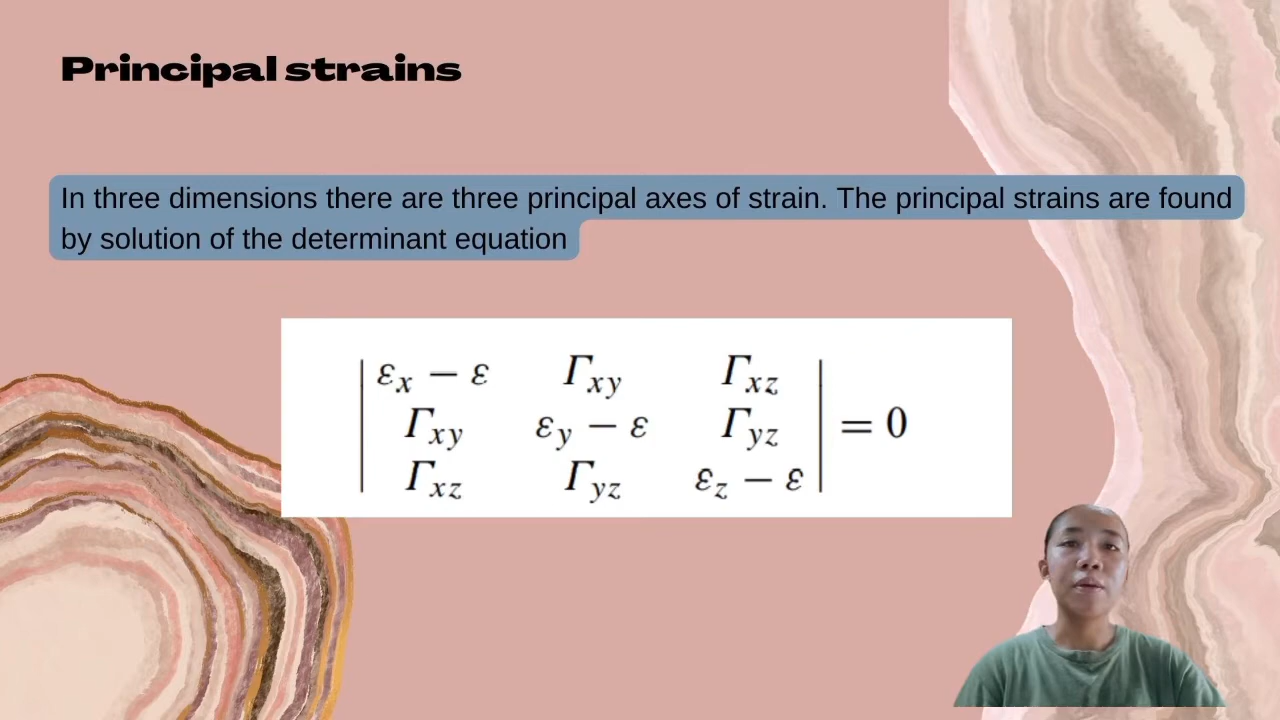 Principal strains
In three dimensions there are three principal axes of strain. The principal strains are found
by solution of the determinant equation
| εx − ε Γxy Γxz |
| Γxy εy − ε Γyz | = 0
| Γxz Γyz εz − ε |